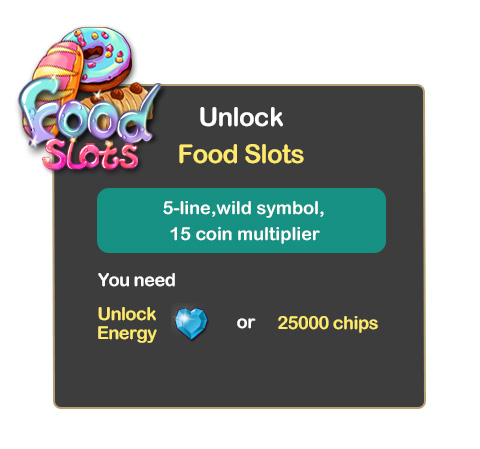 Food
Slots
Unlock
Food Slots
5-line,wild symbol,
15 coin multiplier
You need
Unlock
Energy
or
25000 chips